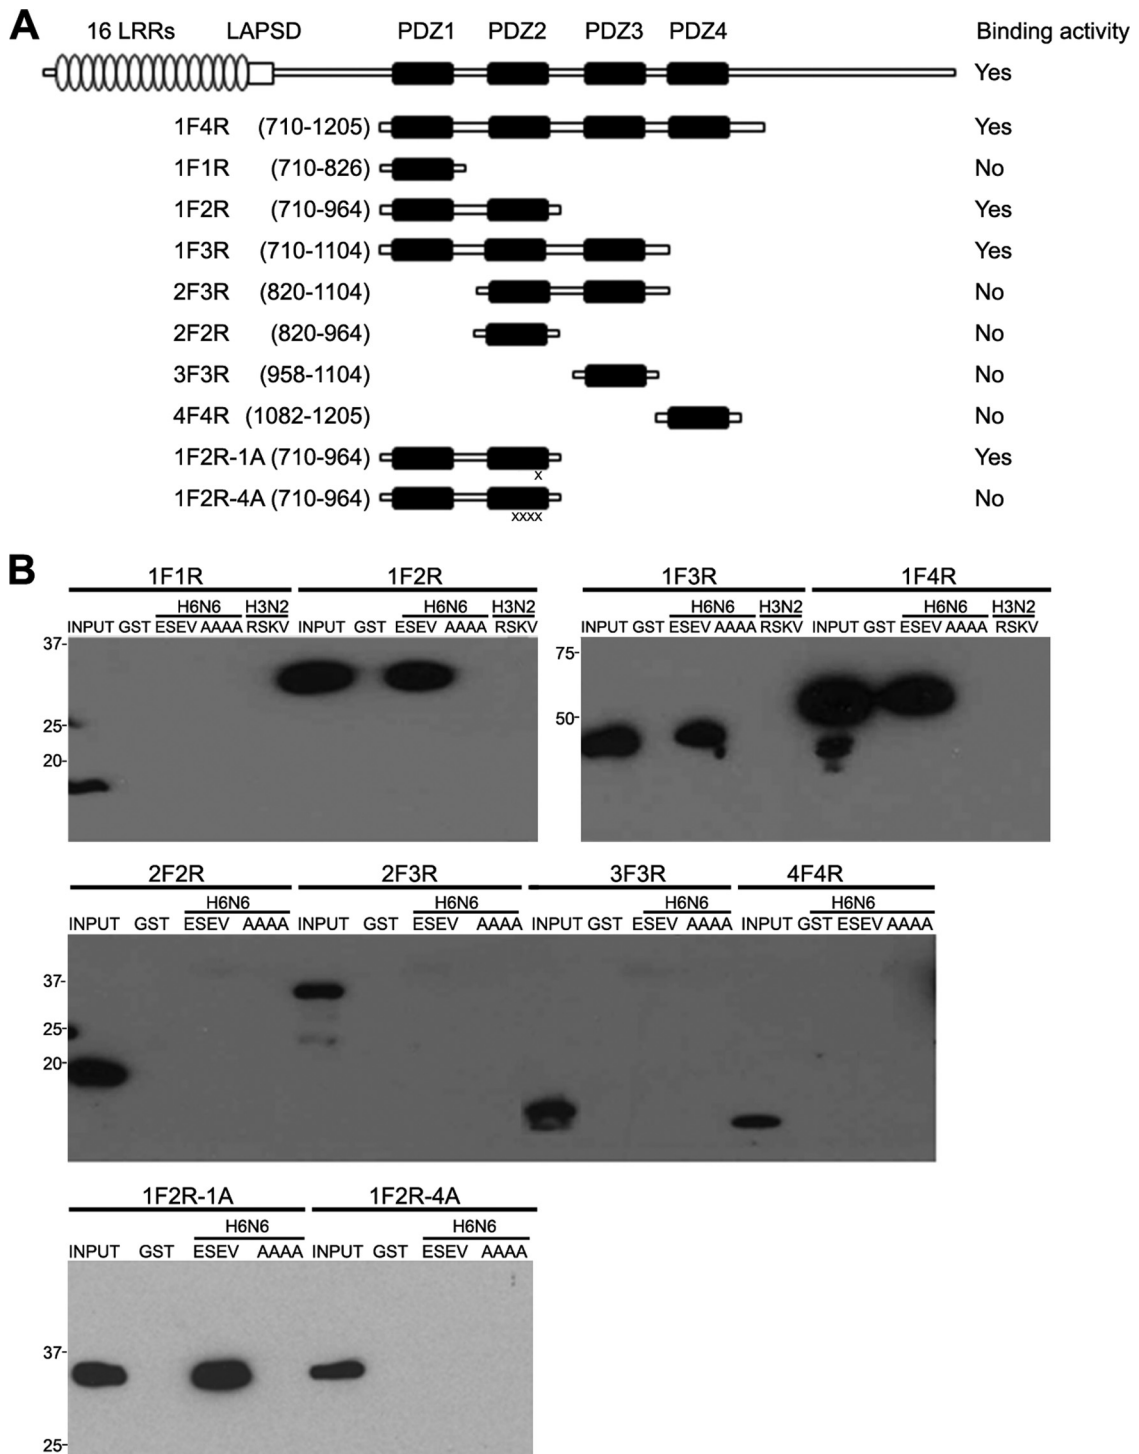 A
16 LRRs LAPSD PDZ1 PDZ2 PDZ3 PDZ4 Binding activity
Yes
1F4R (710-1205) Yes
1F1R (710-826) No
1F2R (710-964) Yes
1F3R (710-1104) Yes
2F3R (820-1104) No
2F2R (820-964) No
3F3R (958-1104) No
4F4R (1082-1205) No
1F2R-1A (710-964) Yes
x
1F2R-4A (710-964) No
xxxx
B
1F1R 1F2R 1F3R 1F4R
H6N6 H3N2 H6N6 H3N2 H6N6 H3N2 H6N6 H3N2
INPUT GST ESEV AAAA RSKV INPUT GST ESEV AAAA RSKV INPUT GST ESEV AAAA RSKV INPUT GST ESEV AAAA RSKV
37-
25-
20-
75-
50-
2F2R 2F3R 3F3R 4F4R
H6N6 H6N6 H6N6 H6N6
INPUT GST ESEV AAAA INPUT GST ESEV AAAA INPUT GST ESEV AAAA INPUT GST ESEV AAAA
37-
25-
20-
1F2R-1A 1F2R-4A
H6N6 H6N6
INPUT GST ESEV AAAA INPUT GST ESEV AAAA
37-
25-